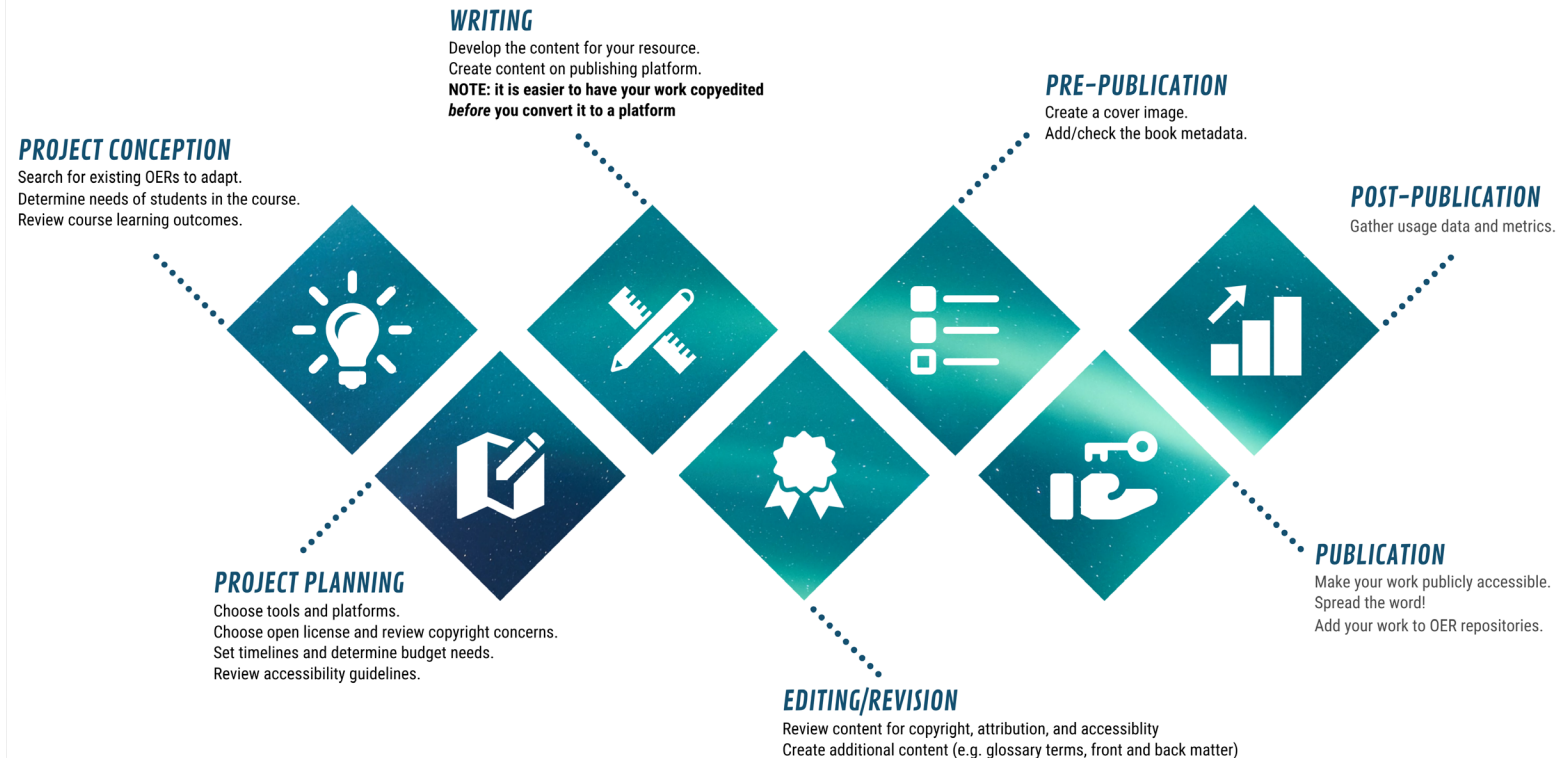 PROJECT CONCEPTION
Search for existing OERs to adapt.
Determine needs of students in the course.
Review course learning outcomes.
PROJECT PLANNING
Choose tools and platforms.
Choose open license and review copyright concerns.
Set timelines and determine budget needs.
Review accessibility guidelines.
WRITING
Develop the content for your resource.
Create content on publishing platform.
NOTE: it is easier to have your work copyedited
before you convert it to a platform
EDITING/REVISION
Review content for copyright, attribution, and accessiblity
Create additional content (e.g. glossary terms, front and back matter)
PRE-PUBLICATION
Create a cover image.
Add/check the book metadata.
PUBLICATION
Make your work publicly accessible.
Spread the word!
Add your work to OER repositories.
POST-PUBLICATION
Gather usage data and metrics.